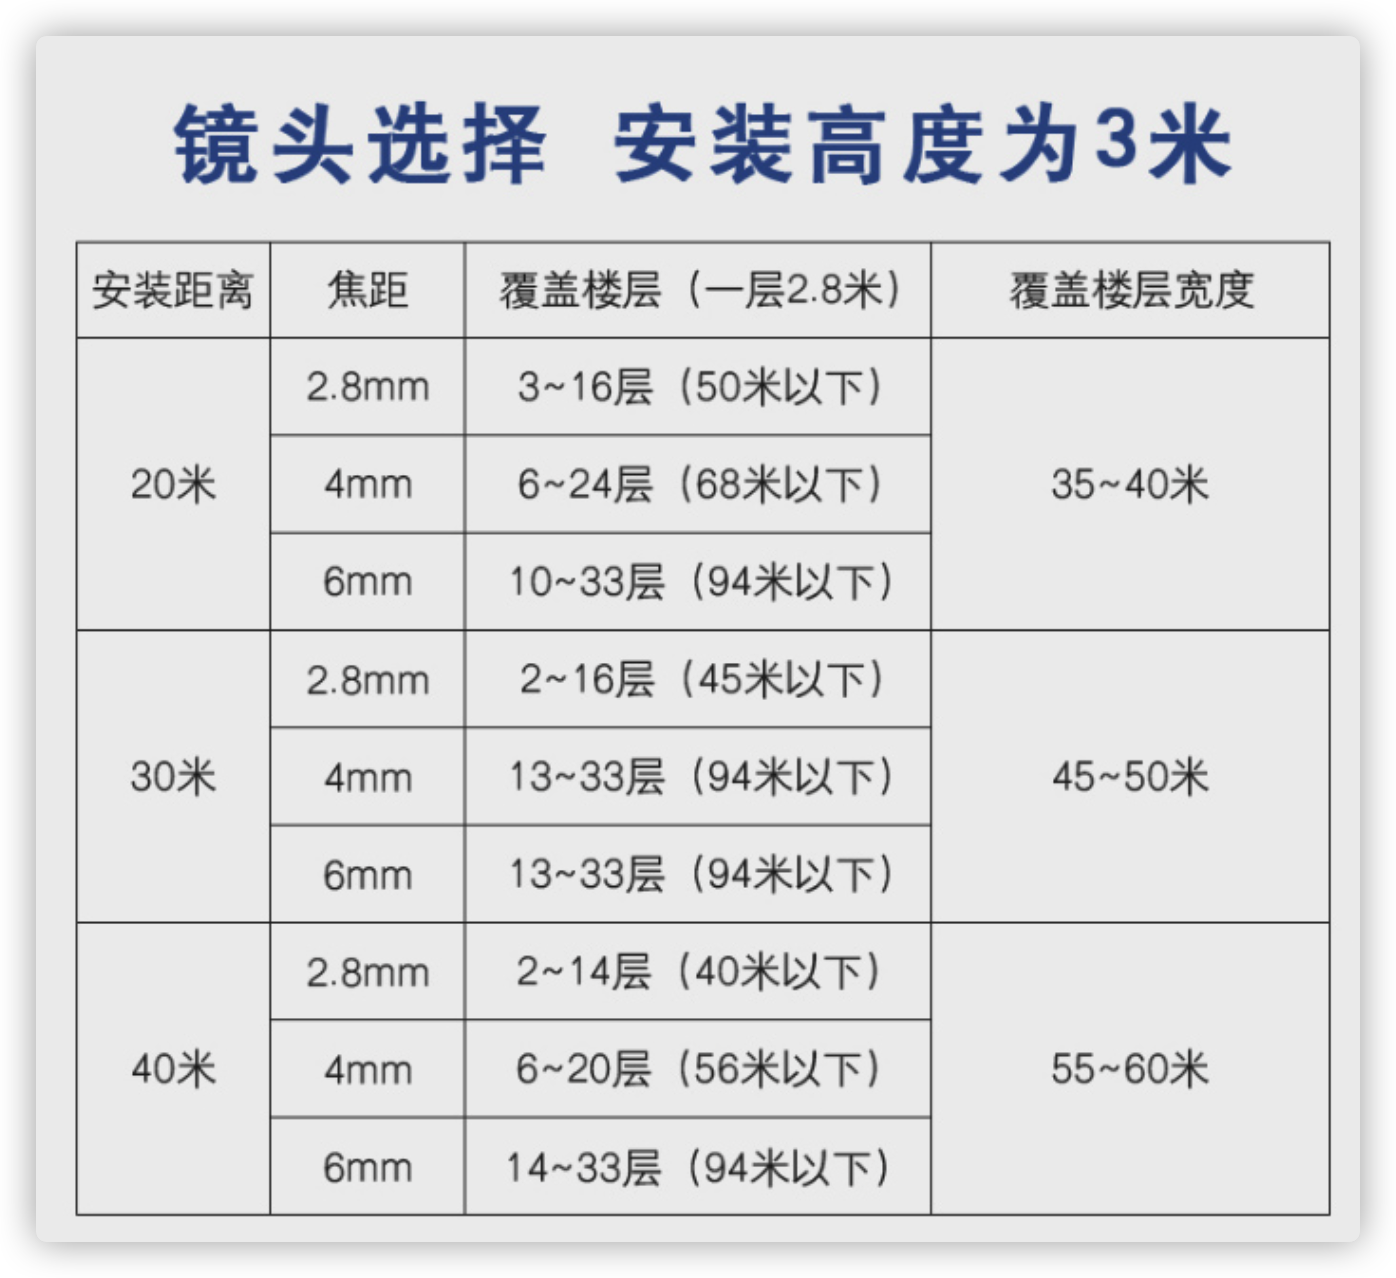 镜头选择 安装高度为3米
安装距离 焦距 覆盖楼层（一层2.8米） 覆盖楼层宽度
20米 2.8mm 3~16层（50米以下） 35~40米
4mm 6~24层（68米以下）
6mm 10~33层（94米以下）
30米 2.8mm 2~16层（45米以下） 45~50米
4mm 13~33层（94米以下）
6mm 13~33层（94米以下）
40米 2.8mm 2~14层（40米以下） 55~60米
4mm 6~20层（56米以下）
6mm 14~33层（94米以下）